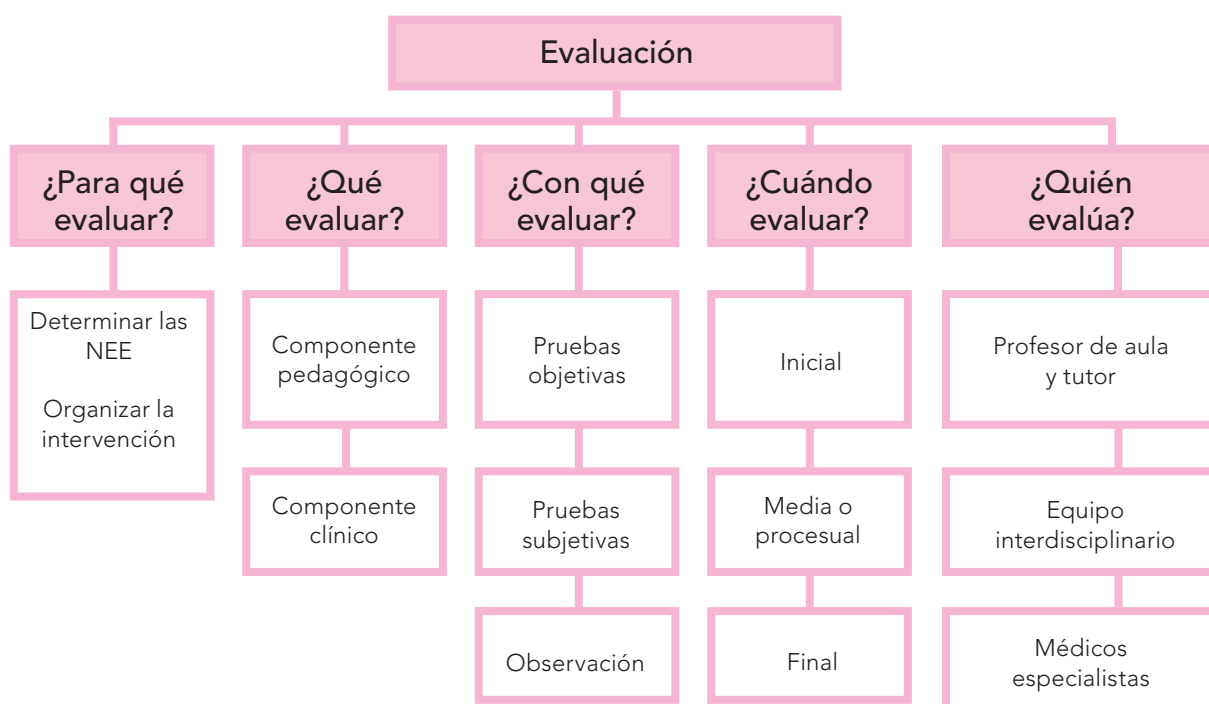 Evaluación
¿Para qué
evaluar?
¿Qué
evaluar?
¿Con qué
evaluar?
¿Cuándo
evaluar?
¿Quién
evalúa?
Determinar las
NEE
Organizar la
intervención
Componente
pedagógico
Pruebas
objetivas
Inicial
Profesor de aula
y tutor
Componente
clínico
Pruebas
subjetivas
Media o
procesual
Equipo
interdisciplinario
Observación
Final
Médicos
especialistas